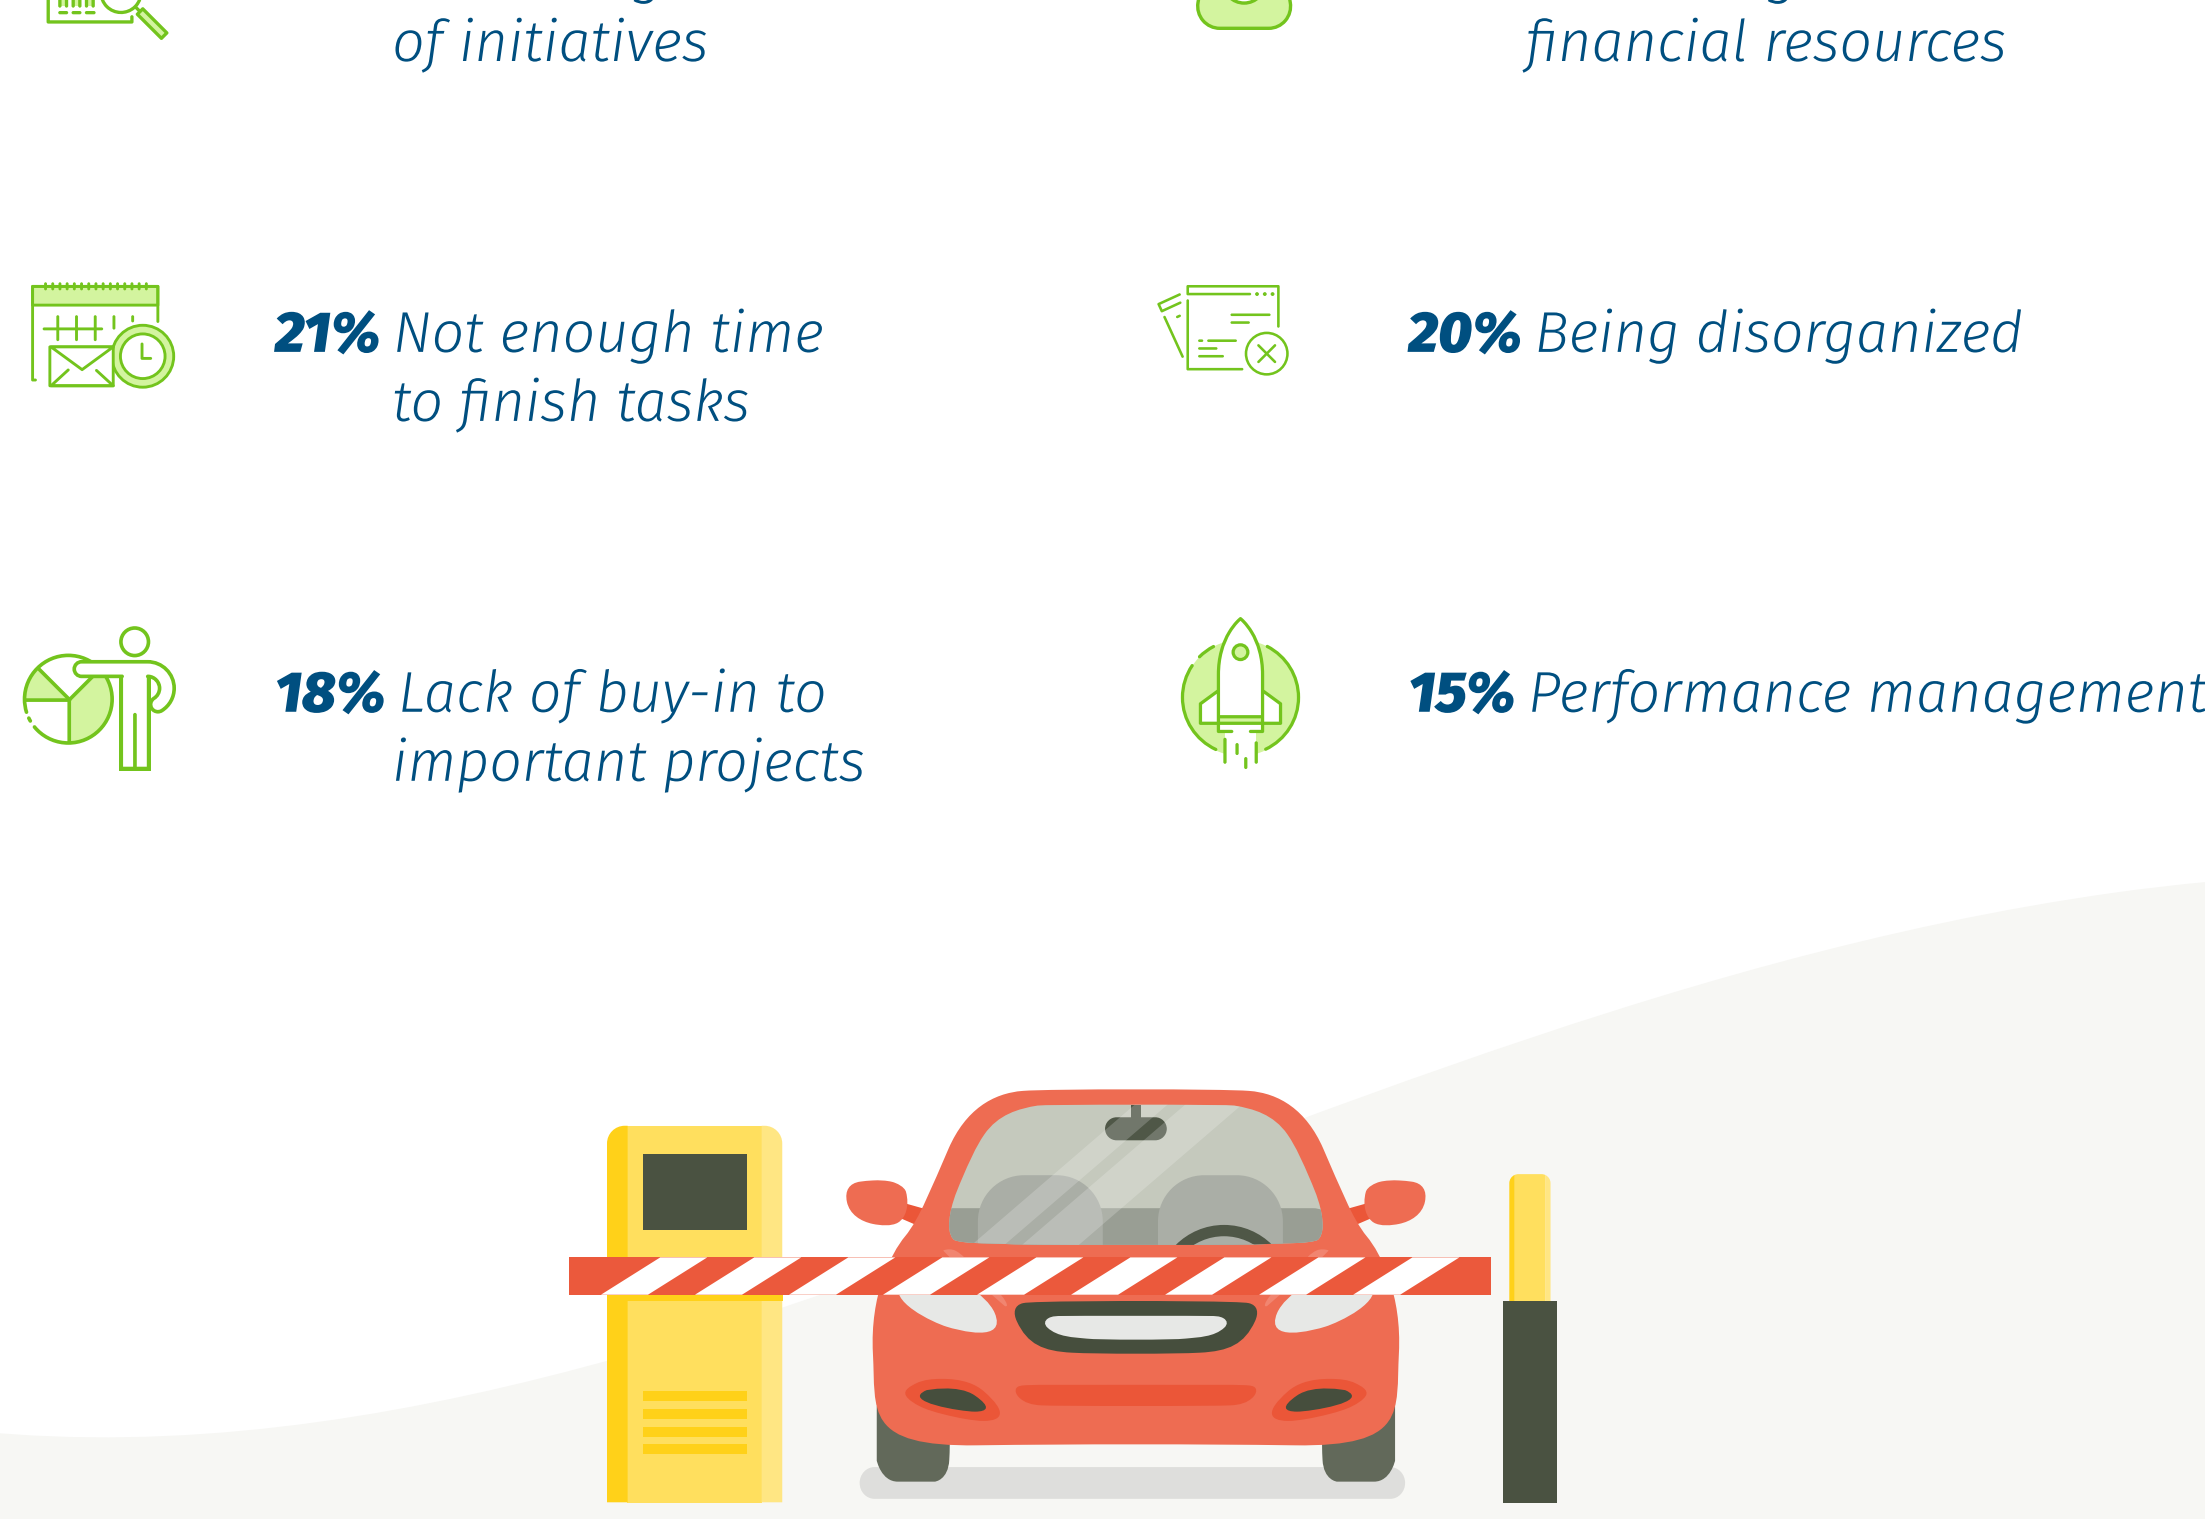 of initiatives
financial resources
21% Not enough time
to finish tasks
20% Being disorganized
18% Lack of buy-in to
important projects
15% Performance management